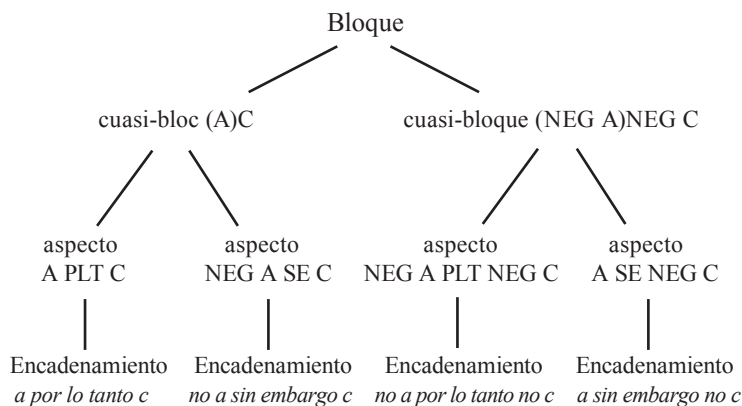 Bloque
cuasi-bloc (A)C
cuasi-bloque (NEG A)NEG C
aspecto
A PLT C
aspecto
NEG A SE C
aspecto
NEG A PLT NEG C
aspecto
A SE NEG C
Encadenamiento
a por lo tanto c
Encadenamiento
no a sin embargo c
Encadenamiento
no a por lo tanto no c
Encadenamiento
a sin embargo no c